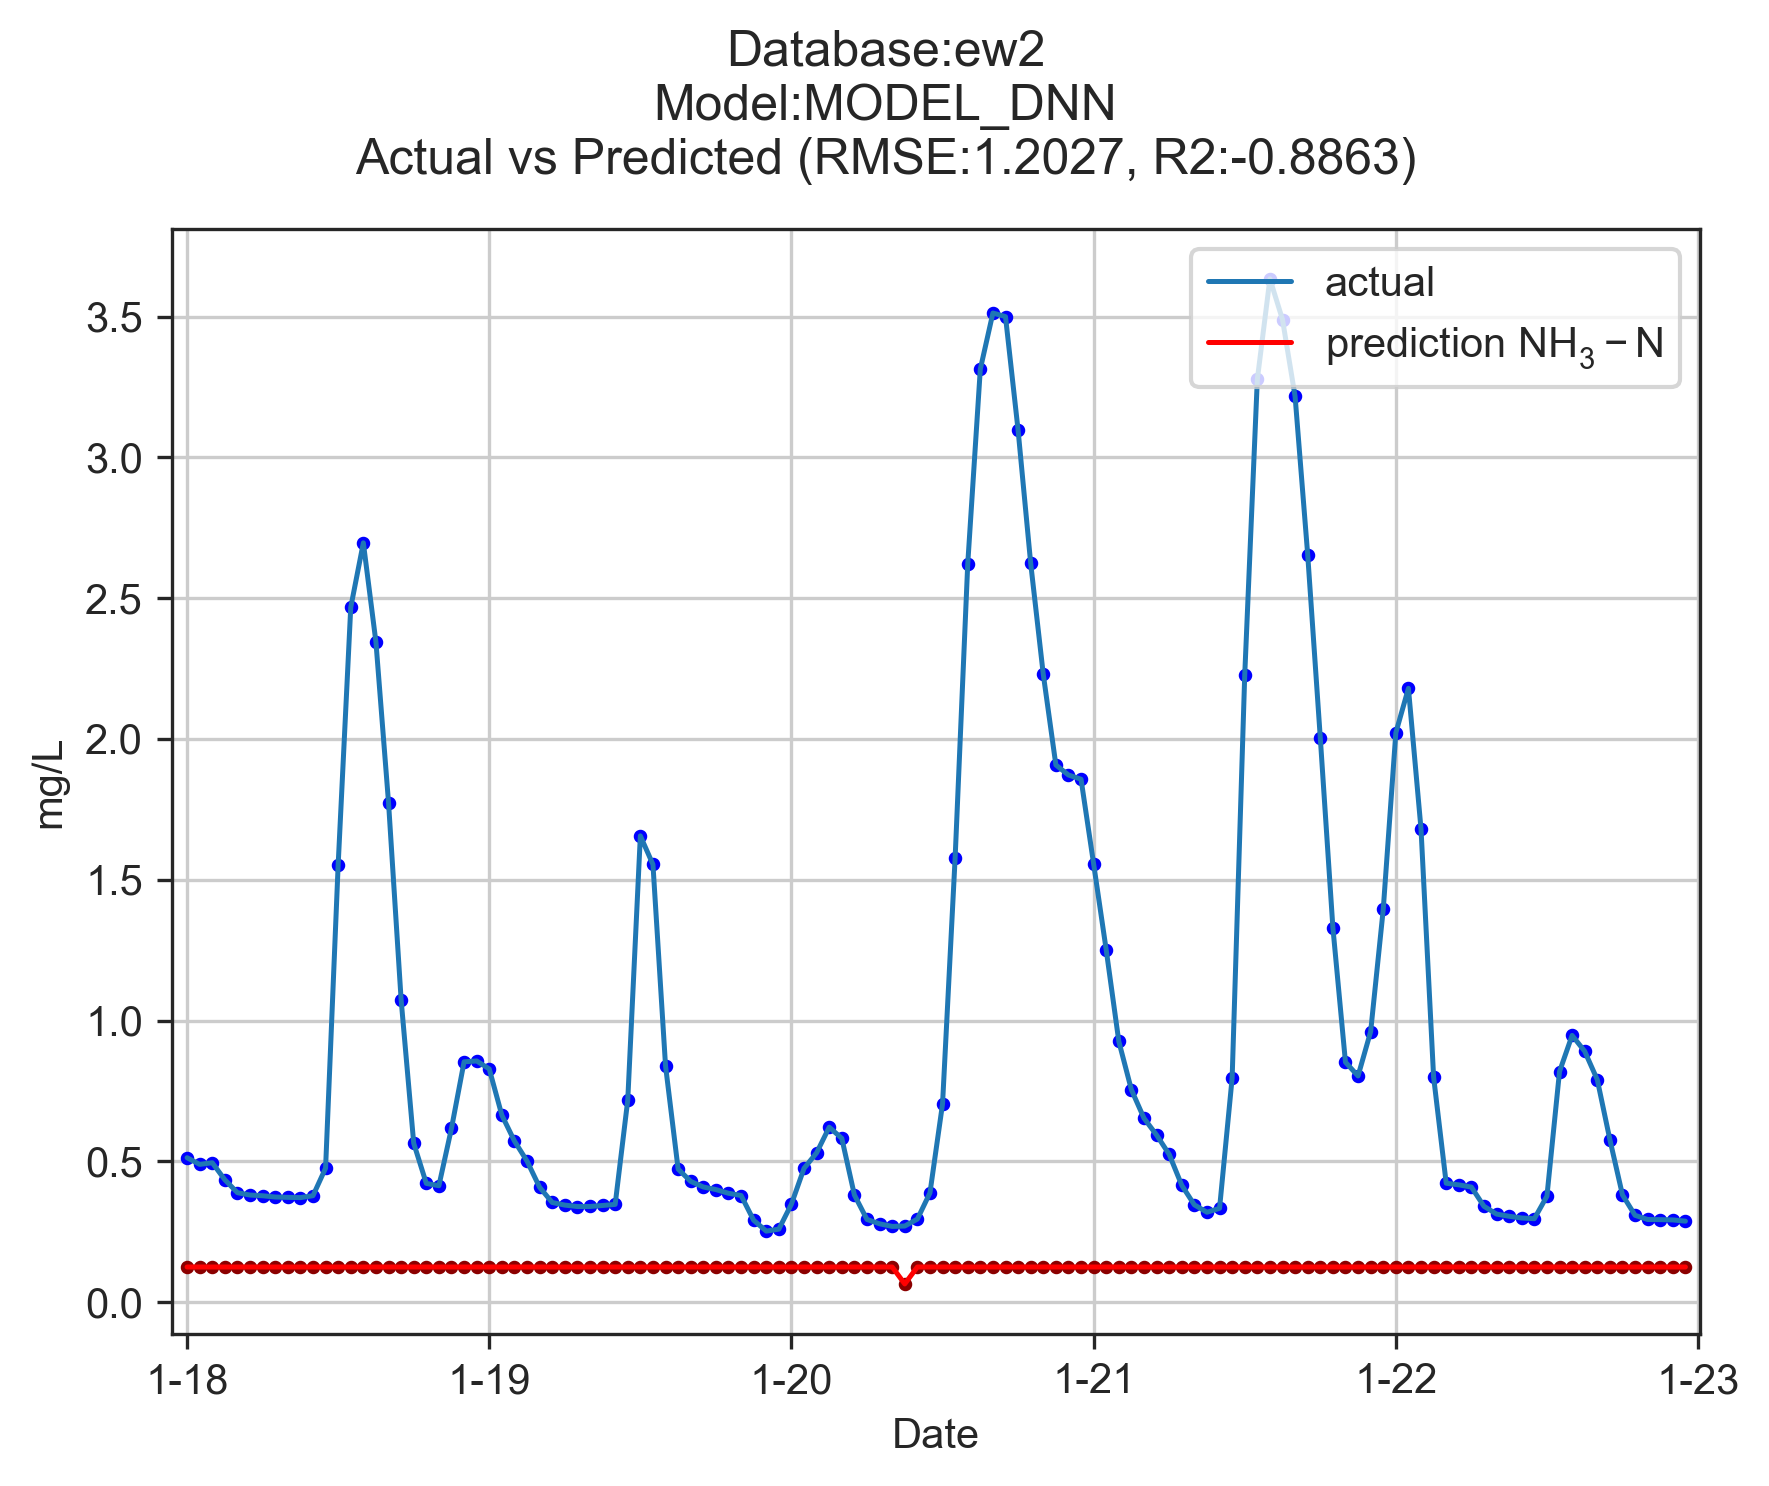 Database:ew2
Model:MODEL_DNN
Actual vs Predicted (RMSE:1.2027, R2:-0.8863)
actual
prediction NH₃ − N
3.5
3.0
2.5
2.0
1.5
1.0
0.5
0.0
mg/L
1-18 1-19 1-20 1-21 1-22 1-23
Date